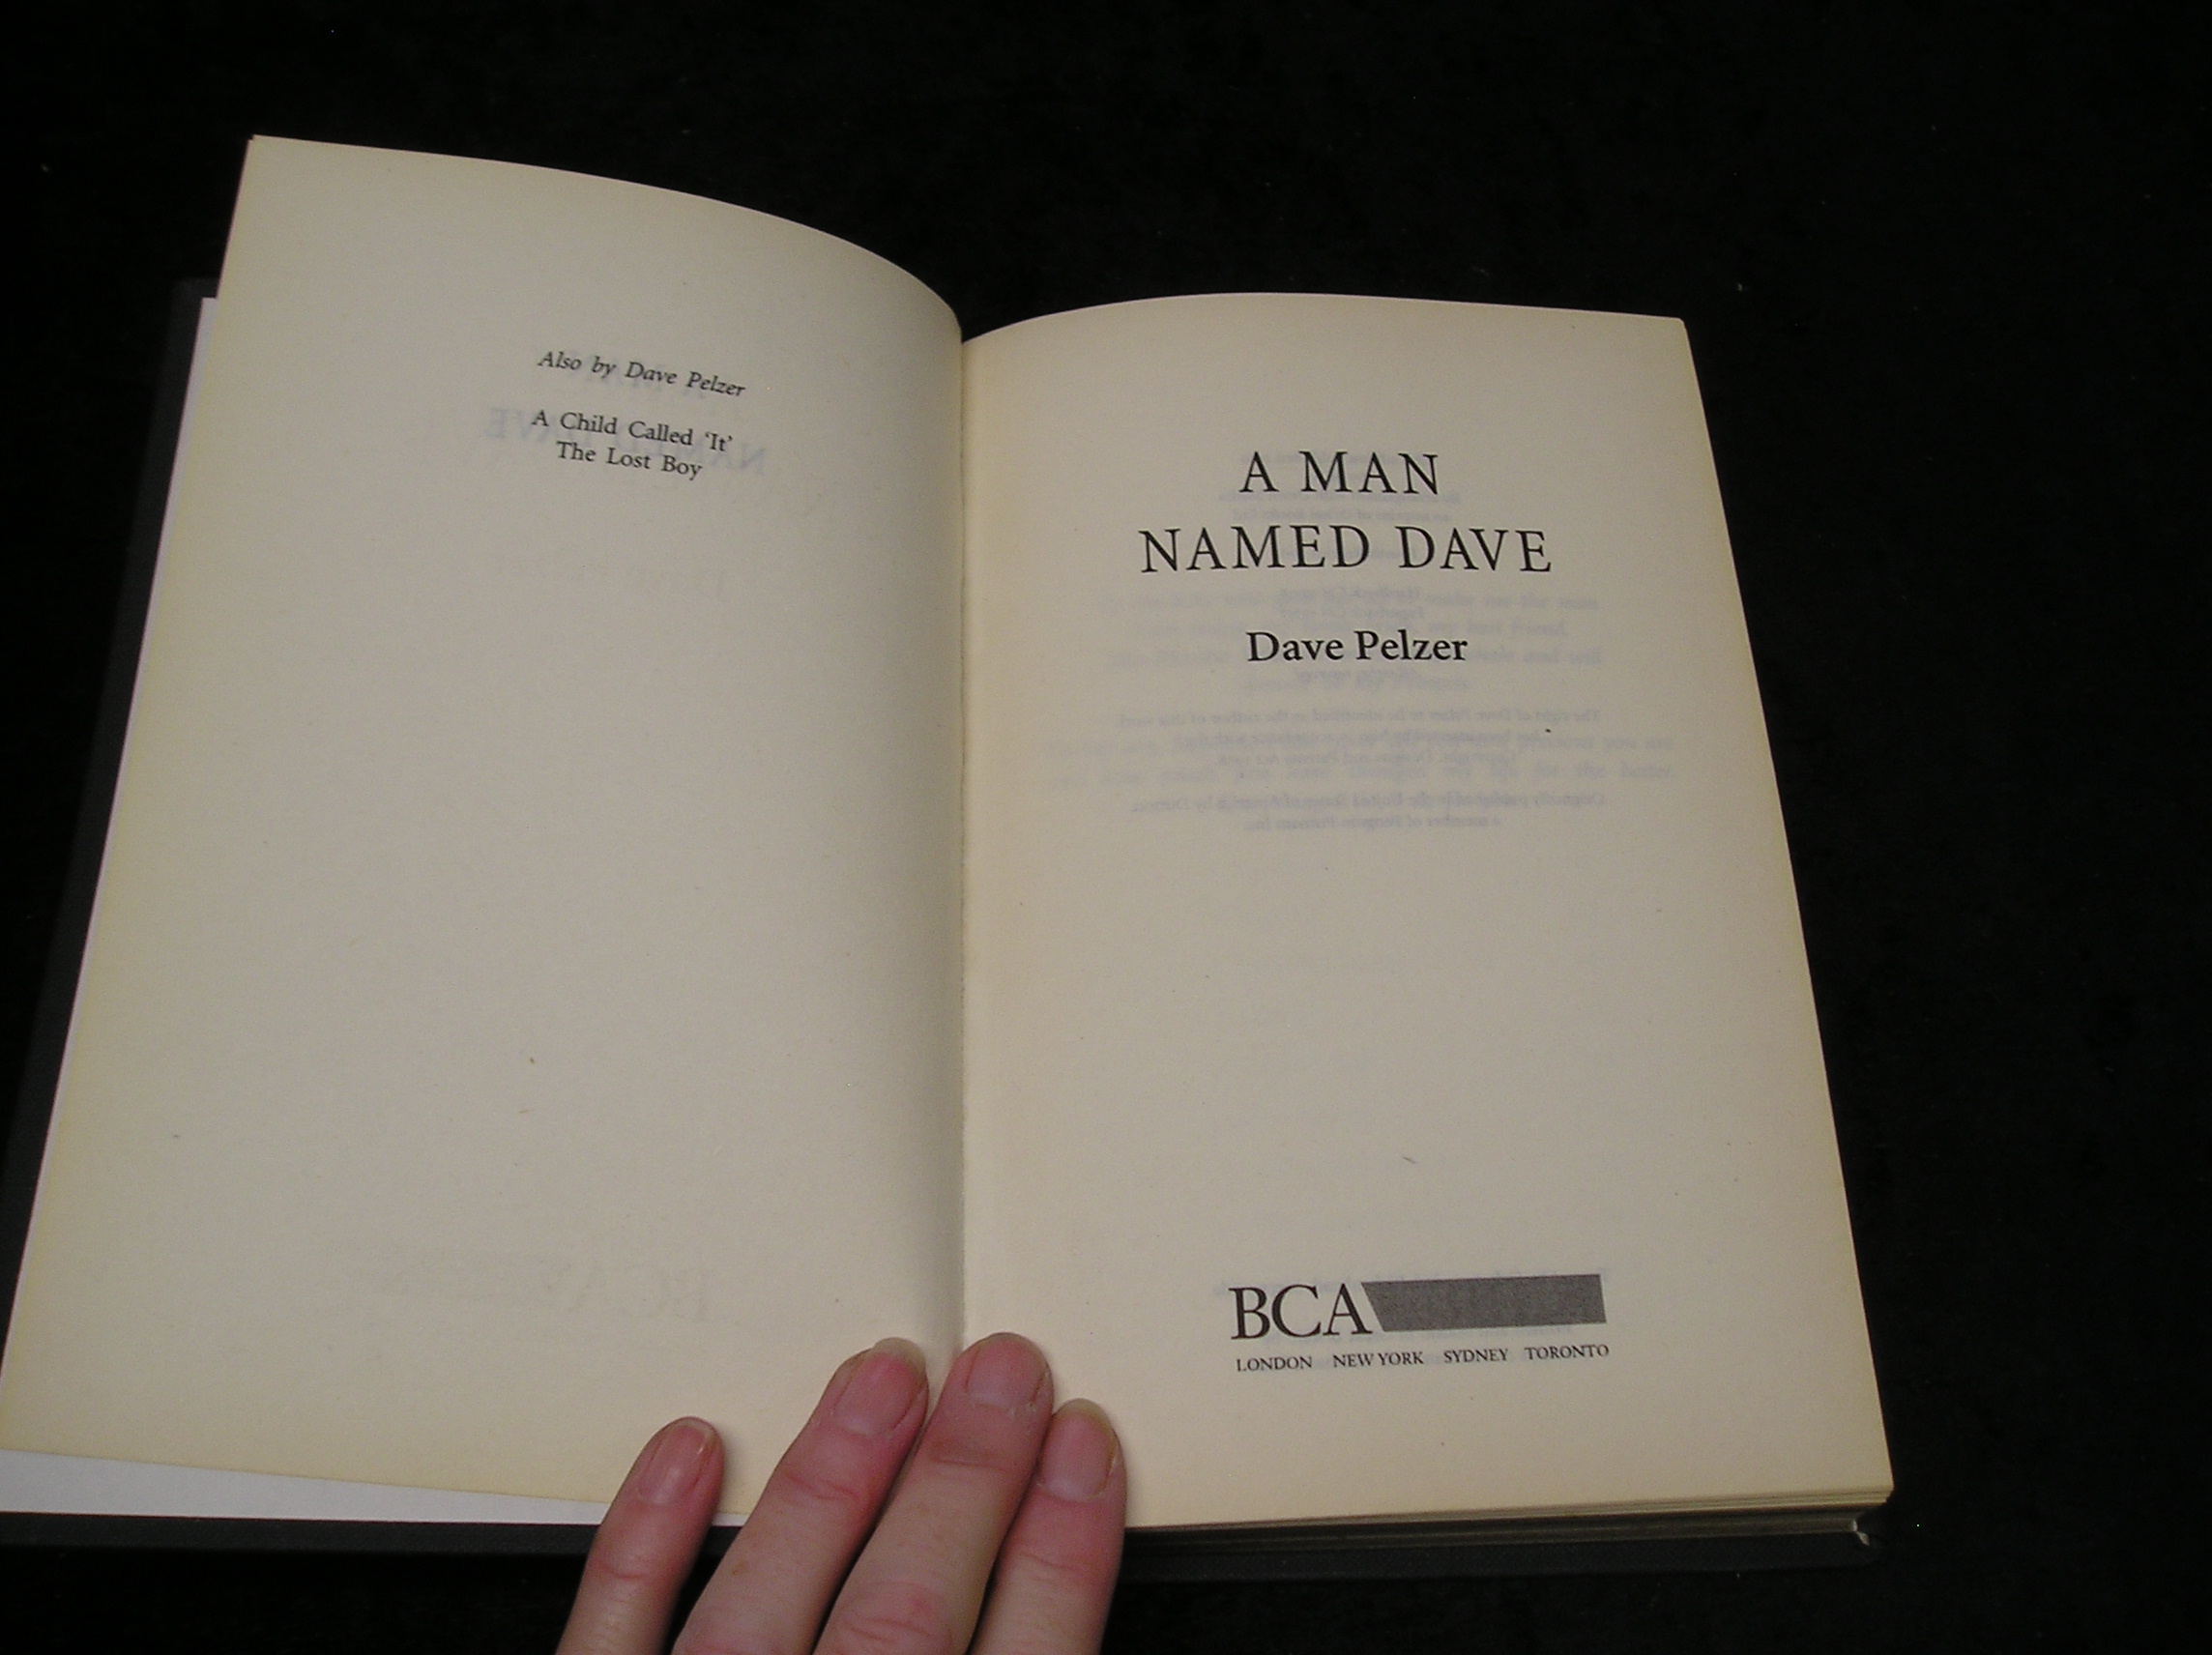 Also by Dave Pelzer
A Child Called ‘It’
The Lost Boy
A MAN
NAMED DAVE
Dave Pelzer
BCA
LONDON NEW YORK SYDNEY TORONTO